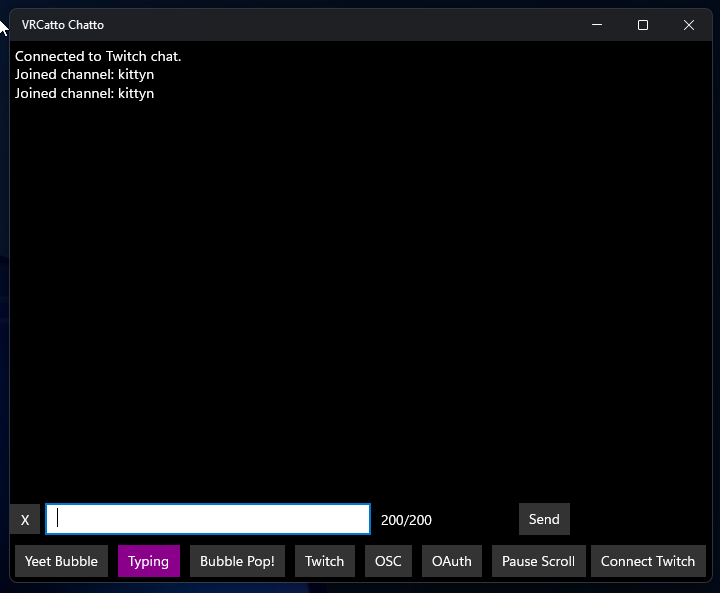 VRCatto Chatto
Connected to Twitch chat.
Joined channel: kittyn
Joined channel: kittyn
X 200/200 Send
Yeet Bubble Typing Bubble Pop! Twitch OSC OAuth Pause Scroll Connect Twitch